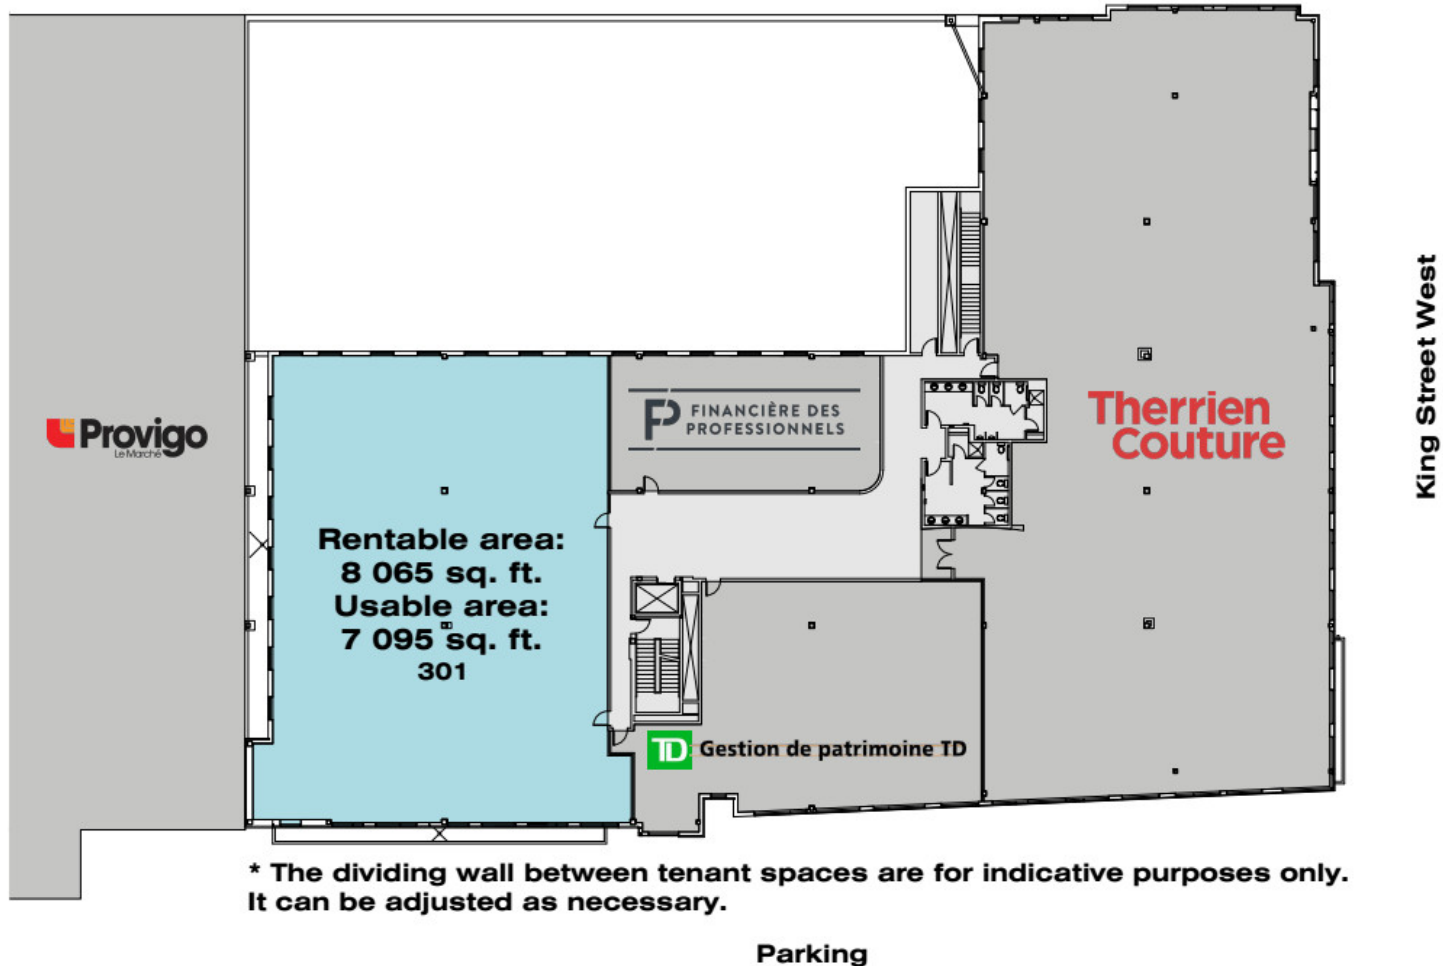 Provigo
Le Marché
FP FINANCIÈRE DES
PROFESSIONNELS
Therrien
Couture
King Street West
Rentable area:
8 065 sq. ft.
Usable area:
7 095 sq. ft.
301
TD Gestion de patrimoine TD
* The dividing wall between tenant spaces are for indicative purposes only.
It can be adjusted as necessary.
Parking